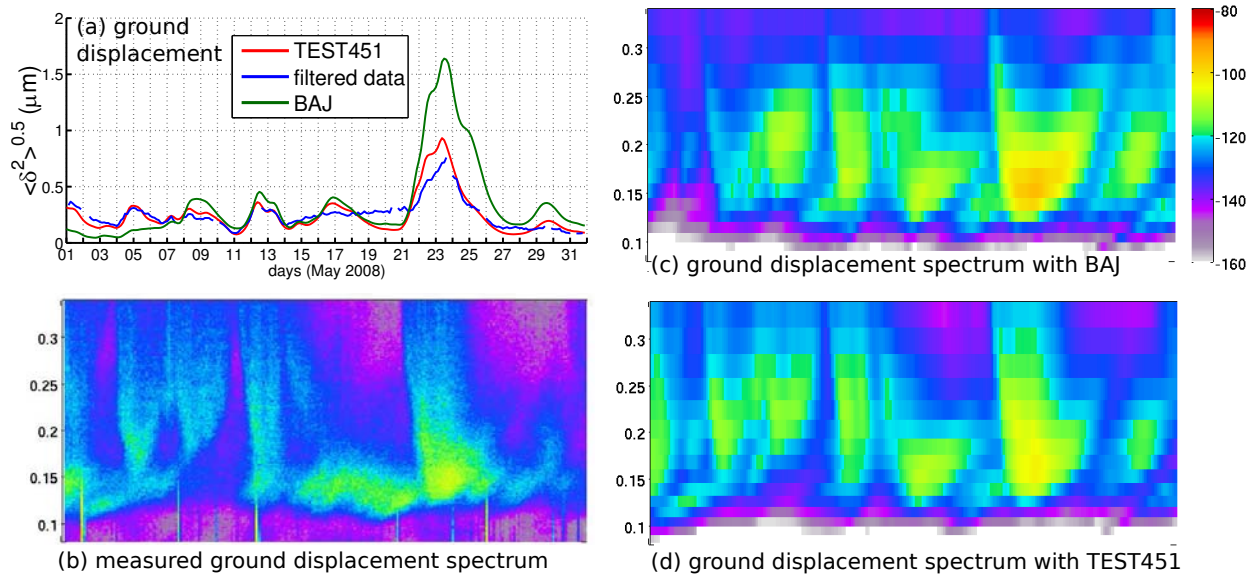 (a) ground
displacement
TEST451
filtered data
BAJ
<δ²>^0.5 (μm)
2
1.5
1
0.5
0
01 03 05 07 09 11 13 15 17 19 21 23 25 27 29 31
days (May 2008)
0.3
0.25
0.2
0.15
0.1
(b) measured ground displacement spectrum
0.3
0.25
0.2
0.15
0.1
-80
-100
-120
-140
-160
(c) ground displacement spectrum with BAJ
0.3
0.25
0.2
0.15
0.1
(d) ground displacement spectrum with TEST451